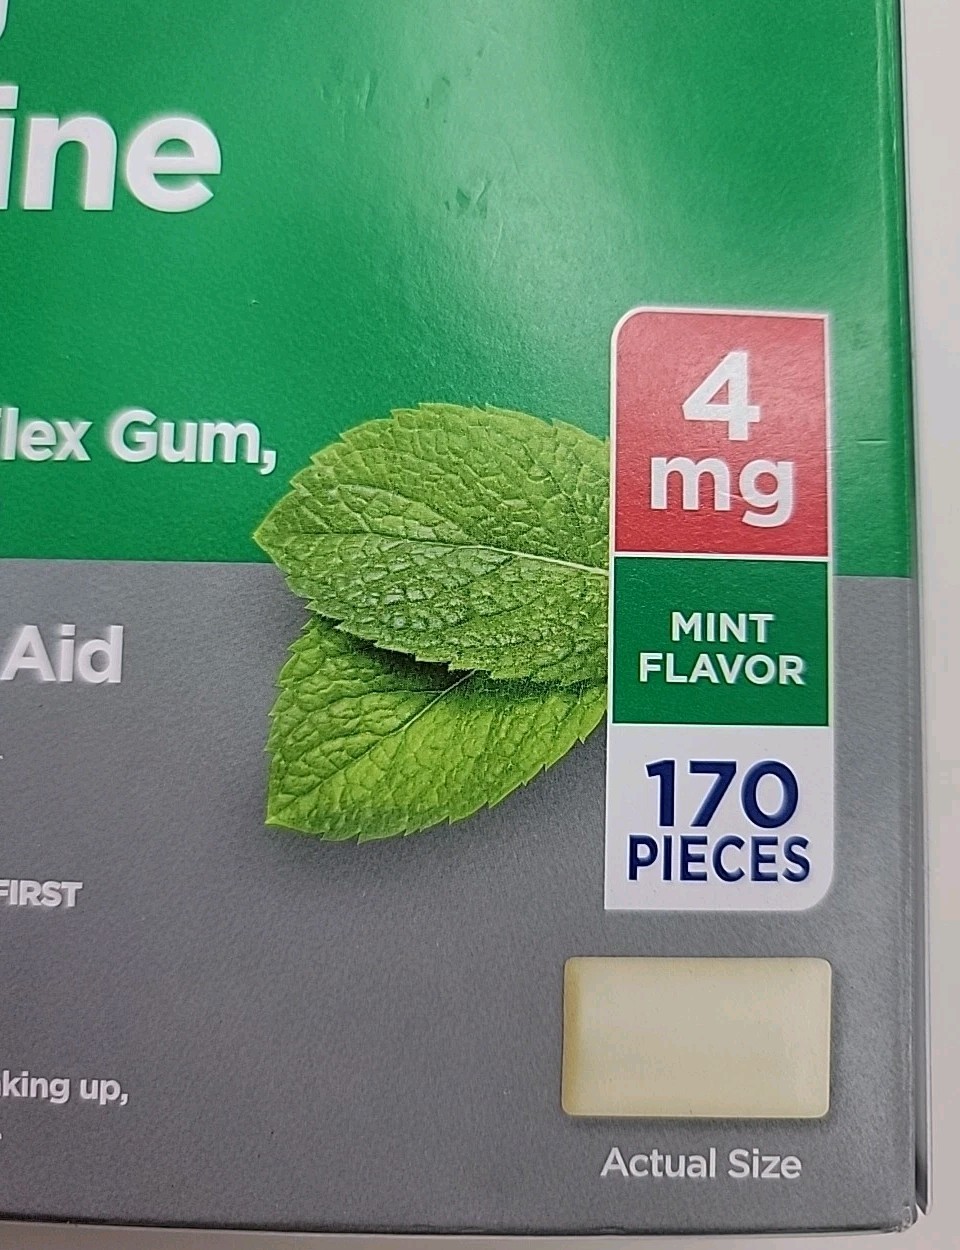 ine
lex Gum,
4
mg
MINT
FLAVOR
Aid
170
PIECES
FIRST
king up,
Actual Size